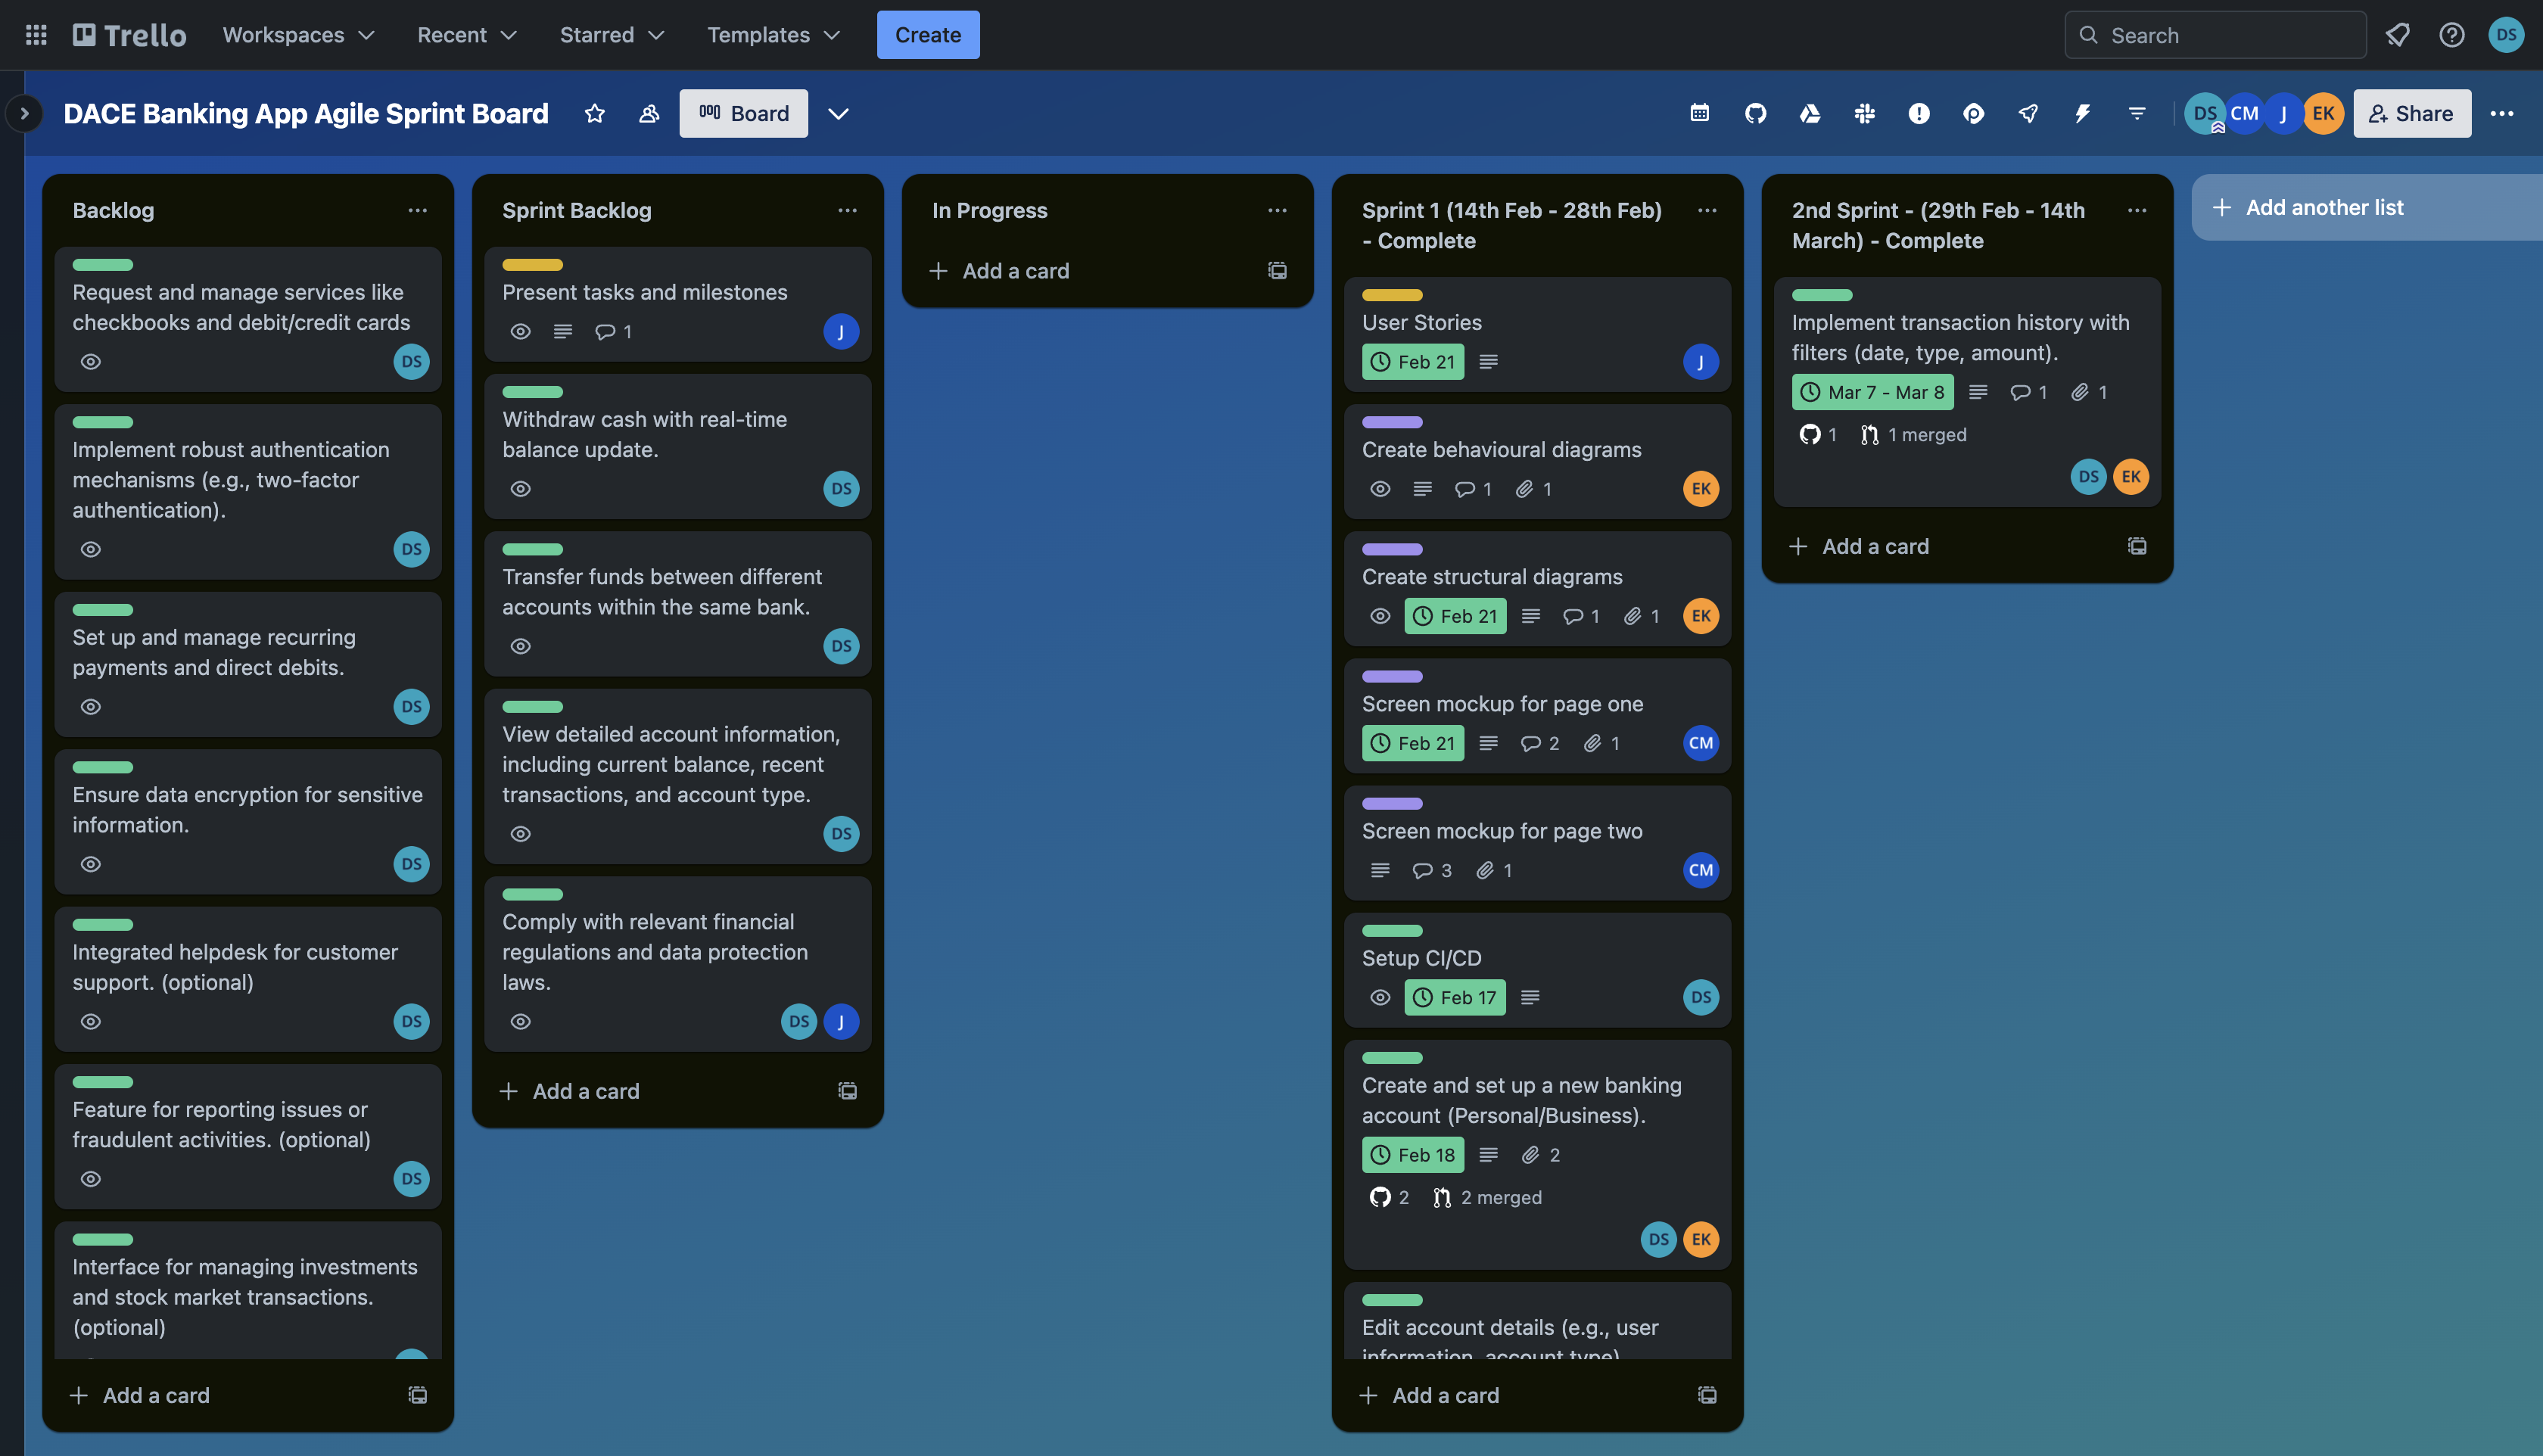 Trello
Workspaces
Recent
Starred
Templates
Create
Search
DS
DACE Banking App Agile Sprint Board
Board
DS
CM
J
EK
Share
Backlog
Request and manage services like
checkbooks and debit/credit cards
DS
Implement robust authentication
mechanisms (e.g., two-factor
authentication).
DS
Set up and manage recurring
payments and direct debits.
DS
Ensure data encryption for sensitive
information.
DS
Integrated helpdesk for customer
support. (optional)
DS
Feature for reporting issues or
fraudulent activities. (optional)
DS
Interface for managing investments
and stock market transactions.
(optional)
Add a card
Sprint Backlog
Present tasks and milestones
1
J
Withdraw cash with real-time
balance update.
DS
Transfer funds between different
accounts within the same bank.
DS
View detailed account information,
including current balance, recent
transactions, and account type.
DS
Comply with relevant financial
regulations and data protection
laws.
DS J
Add a card
In Progress
Add a card
Sprint 1 (14th Feb - 28th Feb)
- Complete
User Stories
Feb 21
J
Create behavioural diagrams
1 1
EK
Create structural diagrams
Feb 21 1 1
EK
Screen mockup for page one
Feb 21 2 1
CM
Screen mockup for page two
3 1
CM
Setup CI/CD
Feb 17
DS
Create and set up a new banking
account (Personal/Business).
Feb 18 2
2 2 merged
DS EK
Edit account details (e.g., user
information, account type)
Add a card
2nd Sprint - (29th Feb - 14th
March) - Complete
Implement transaction history with
filters (date, type, amount).
Mar 7 - Mar 8 1 1
1 1 merged
DS EK
Add a card
Add another list